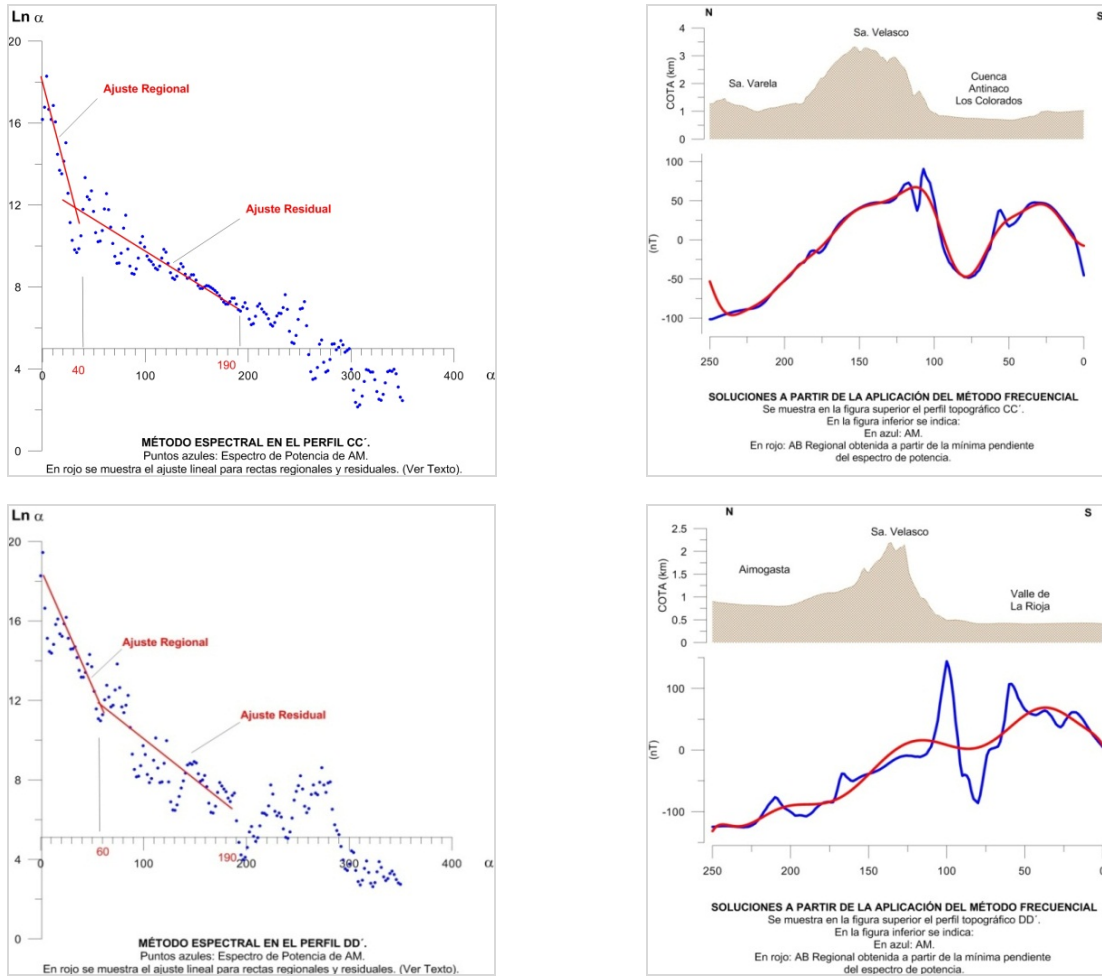 Ln α
20
16
12
8
4
0
Ajuste Regional
Ajuste Residual
0
40
100
190
200
300
400
α
MÉTODO ESPECTRAL EN EL PERFIL CC´.
Puntos azules: Espectro de Potencia de AM.
En rojo se muestra el ajuste lineal para rectas regionales y residuales. (Ver Texto).
N
S
COTA (km)
4
3
2
1
0
Sa. Velasco
Sa. Varela
Cuenca
Antinaco
Los Colorados
(nT)
100
50
0
-50
-100
250
200
150
100
50
0
SOLUCIONES A PARTIR DE LA APLICACIÓN DEL MÉTODO FRECUENCIAL
Se muestra en la figura superior el perfil topográfico CC´.
En la figura inferior se indica:
En azul: AM.
En rojo: AB Regional obtenida a partir de la mínima pendiente
del espectro de potencia.
Ln α
20
16
12
8
4
0
Ajuste Regional
Ajuste Residual
0
60
100
190
200
300
400
α
MÉTODO ESPECTRAL EN EL PERFIL DD´.
Puntos azules: Espectro de Potencia de AM.
En rojo se muestra el ajuste lineal para rectas regionales y residuales. (Ver Texto).
N
S
COTA (km)
2.5
2
1.5
1
0.5
0
Sa. Velasco
Aimogasta
Valle de
La Rioja
(nT)
100
0
-100
250
200
150
100
50
0
SOLUCIONES A PARTIR DE LA APLICACIÓN DEL MÉTODO FRECUENCIAL
Se muestra en la figura superior el perfil topográfico DD´.
En la figura inferior se indica:
En azul: AM.
En rojo: AB Regional obtenida a partir de la mínima pendiente
del espectro de potencia.